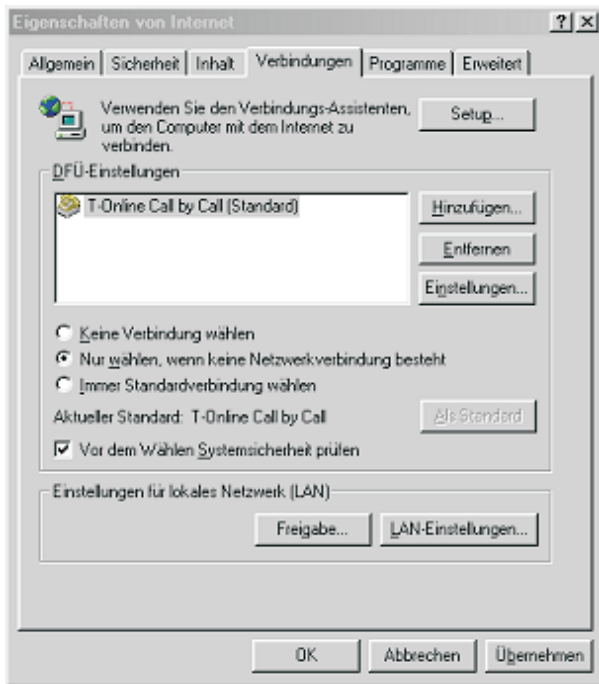 Eigenschaften von Internet
Allgemein Sicherheit Inhalt Verbindungen Programme Erweitert
Verwenden Sie den Verbindungs-Assistenten,
um den Computer mit dem Internet zu
verbinden.
Setup...
DFÜ-Einstellungen
T-Online Call by Call (Standard)
Hinzufügen...
Entfernen
Einstellungen...
Keine Verbindung wählen
Nur wählen, wenn keine Netzwerkverbindung besteht
Immer Standardverbindung wählen
Aktueller Standard: T-Online Call by Call
Als Standard
Vor dem Wählen Systemsicherheit prüfen
Einstellungen für lokales Netzwerk (LAN)
Freigabe... LAN-Einstellungen...
OK Abbrechen Übernehmen